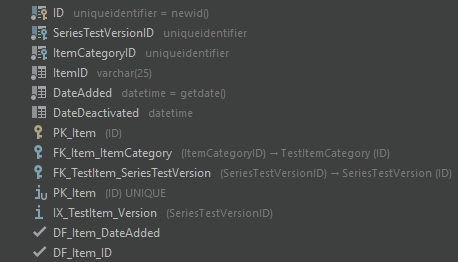 ID uniqueidentifier = newid()
SeriesTestVersionID uniqueidentifier
ItemCategoryID uniqueidentifier
ItemID varchar(25)
DateAdded datetime = getdate()
DateDeactivated datetime
PK_Item (ID)
FK_Item_ItemCategory (ItemCategoryID) → TestItemCategory (ID)
FK_TestItem_SeriesTestVersion (SeriesTestVersionID) → SeriesTestVersion (ID)
PK_Item (ID) UNIQUE
IX_TestItem_Version (SeriesTestVersionID)
DF_Item_DateAdded
DF_Item_ID